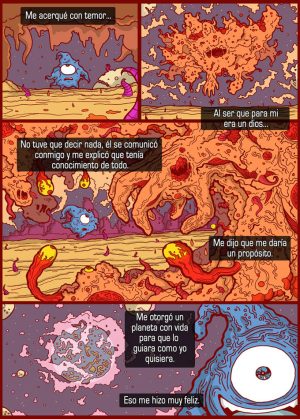 Me acerqué con temor...
Al ser que para mi
era un dios...
No tuve que decir nada, él se comunicó
conmigo y me explicó que tenía
conocimiento de todo.
Me dijo que me daría
un propósito.
Me otorgó un
planeta con vida
para que lo
guiara como yo
quisiera.
Eso me hizo muy feliz.